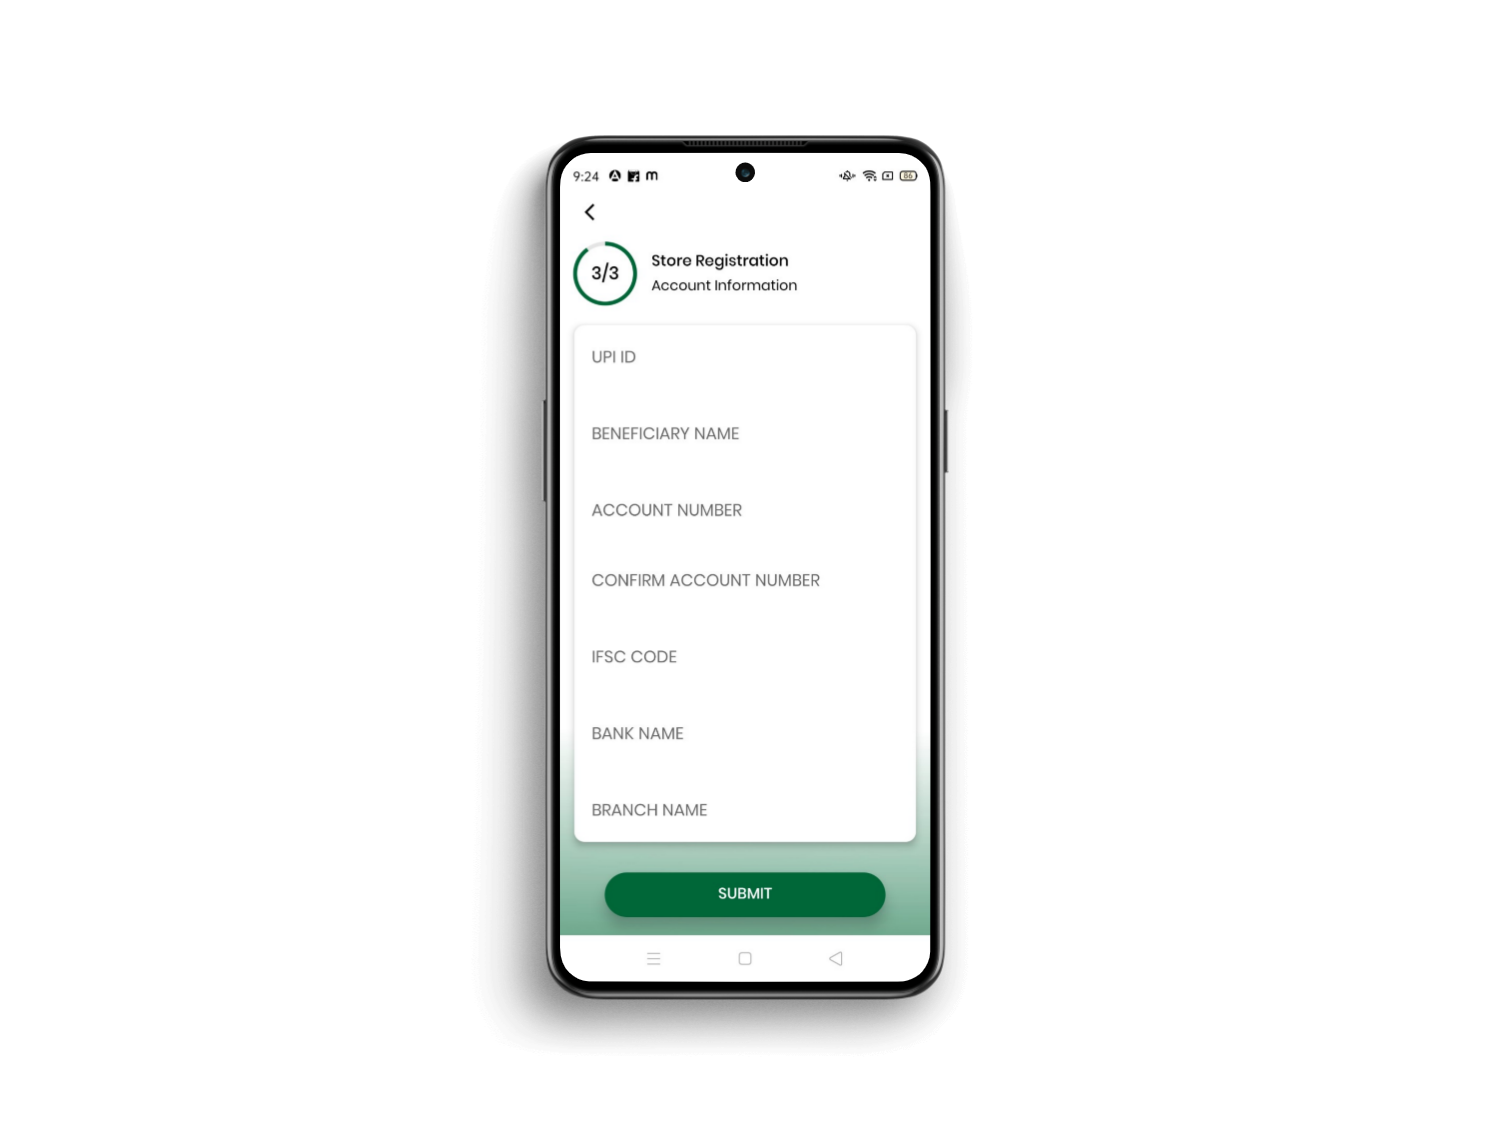 9:24 m 86
3/3
Store Registration
Account Information
UPI ID
BENEFICIARY NAME
ACCOUNT NUMBER
CONFIRM ACCOUNT NUMBER
IFSC CODE
BANK NAME
BRANCH NAME
SUBMIT